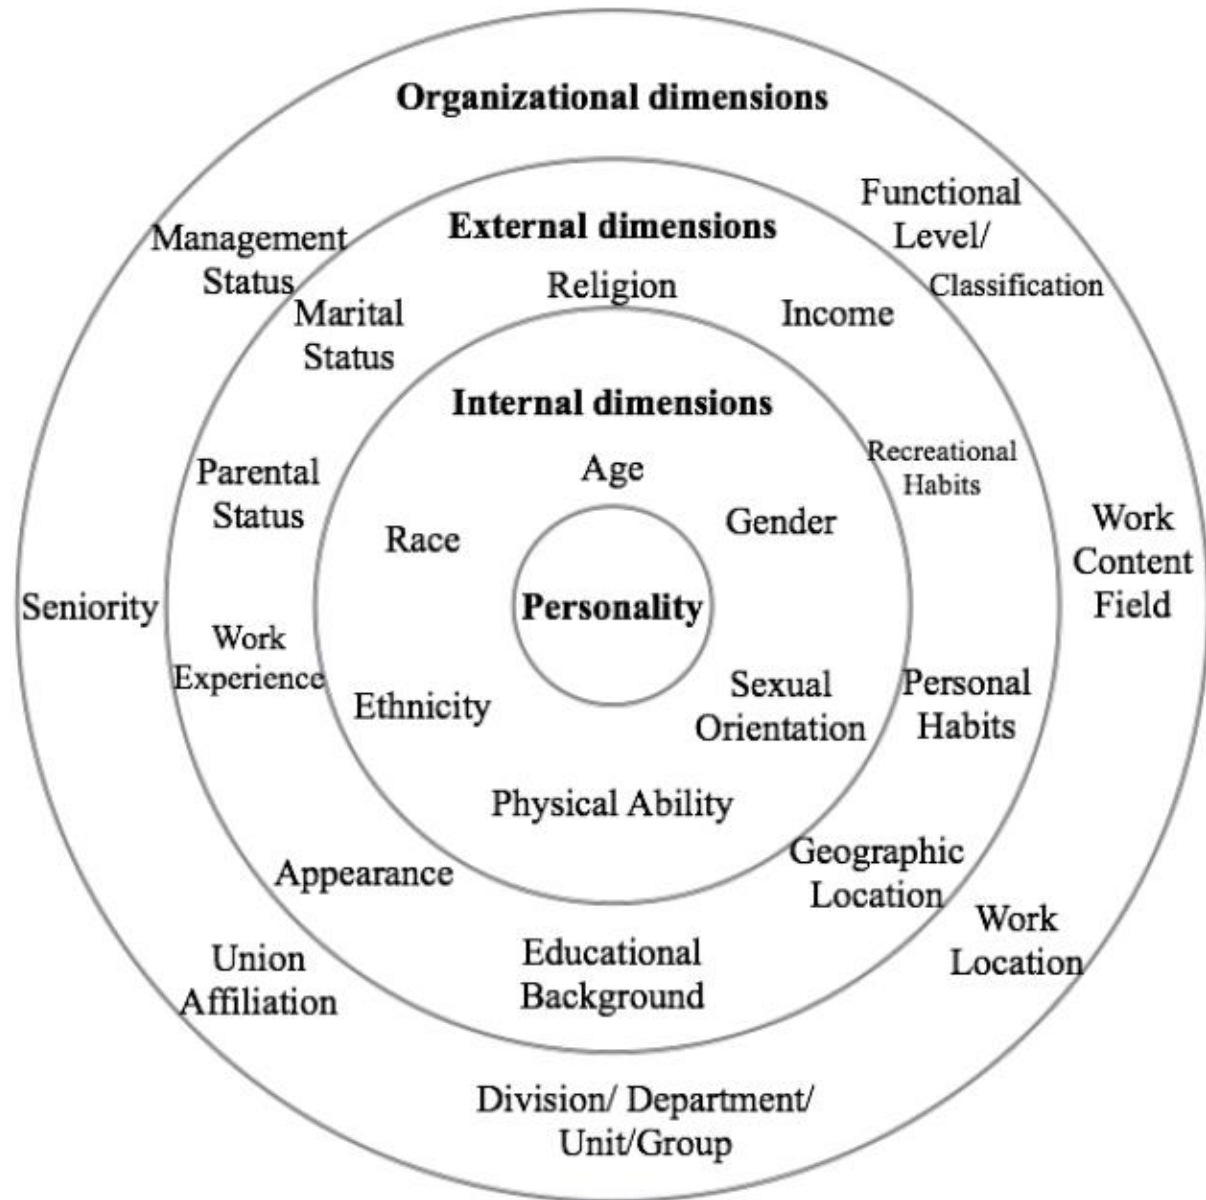 Organizational dimensions
Functional
Level/
Classification
Management
Status
External dimensions
Religion
Income
Marital
Status
Internal dimensions
Age
Recreational
Habits
Parental
Status
Race
Gender
Work
Content
Field
Seniority
Personality
Work
Experience
Ethnicity
Sexual
Orientation
Personal
Habits
Physical Ability
Appearance
Geographic
Location
Union
Affiliation
Educational
Background
Work
Location
Division/ Department/
Unit/Group